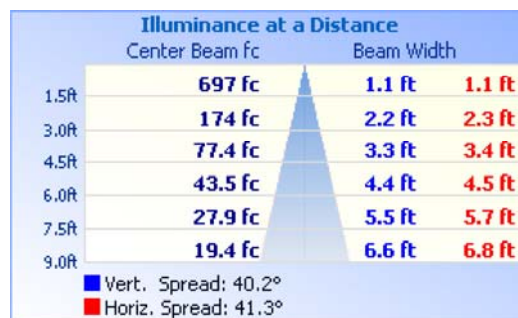 Illuminance at a Distance
Center Beam fc Beam Width
1.5ft 697 fc 1.1 ft 1.1 ft
3.0ft 174 fc 2.2 ft 2.3 ft
4.5ft 77.4 fc 3.3 ft 3.4 ft
6.0ft 43.5 fc 4.4 ft 4.5 ft
7.5ft 27.9 fc 5.5 ft 5.7 ft
9.0ft 19.4 fc 6.6 ft 6.8 ft
Vert. Spread: 40.2°
Horiz. Spread: 41.3°